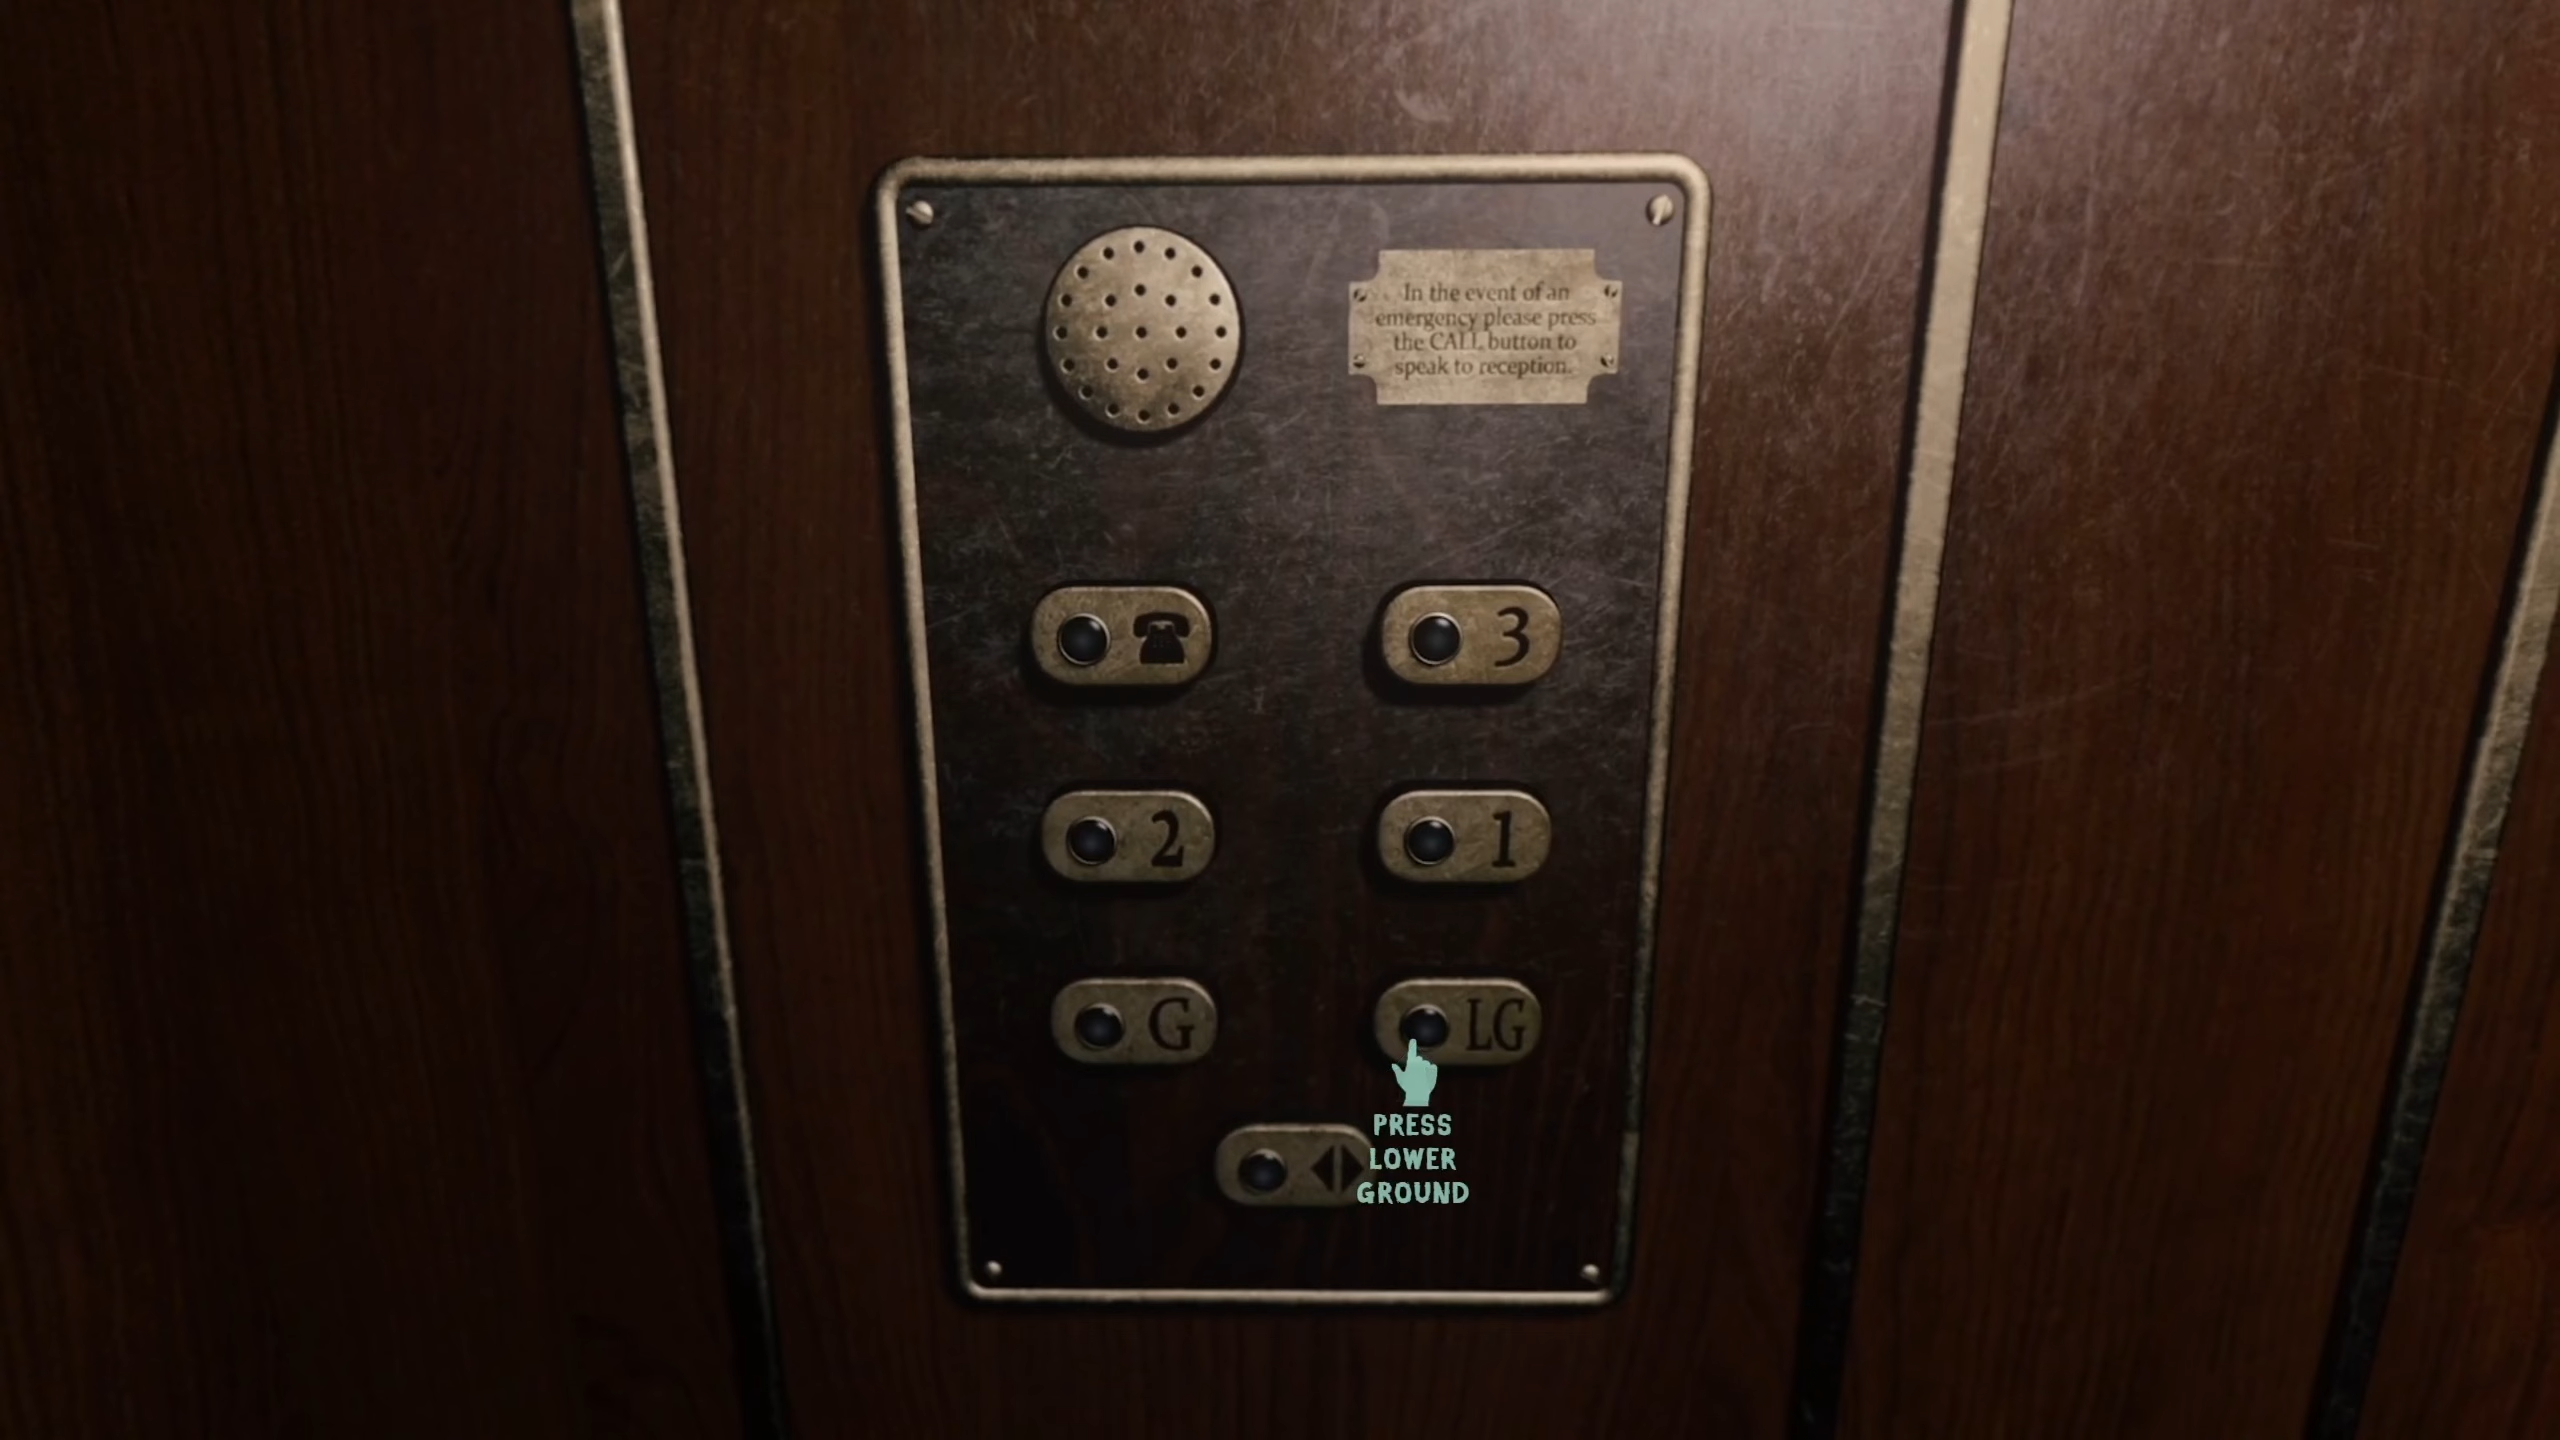 In the event of an
emergency please press
the CALL button to
speak to reception.
3
2
1
G
LG
PRESS
LOWER
GROUND